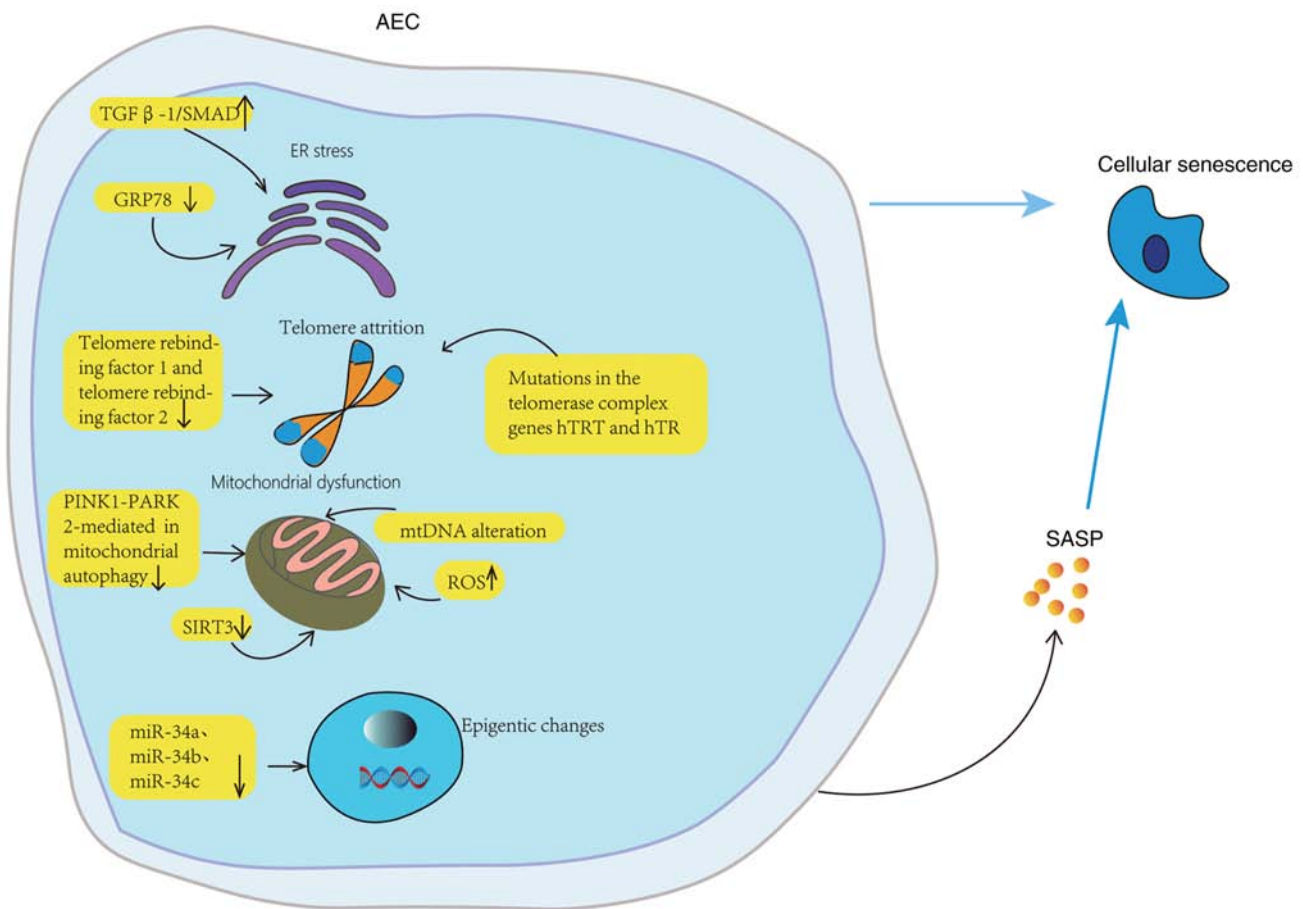 AEC
TGF β -1/SMAD
ER stress
GRP78
Cellular senescence
Telomere attrition
Telomere rebind-
ing factor 1 and
telomere rebind-
ing factor 2
Mutations in the
telomerase complex
genes hTRT and hTR
Mitochondrial dysfunction
PINK1-PARK
2-mediated in
mitochondrial
autophagy
mtDNA alteration
ROS
SIRT3
SASP
miR-34a、
miR-34b、
miR-34c
Epigentic changes